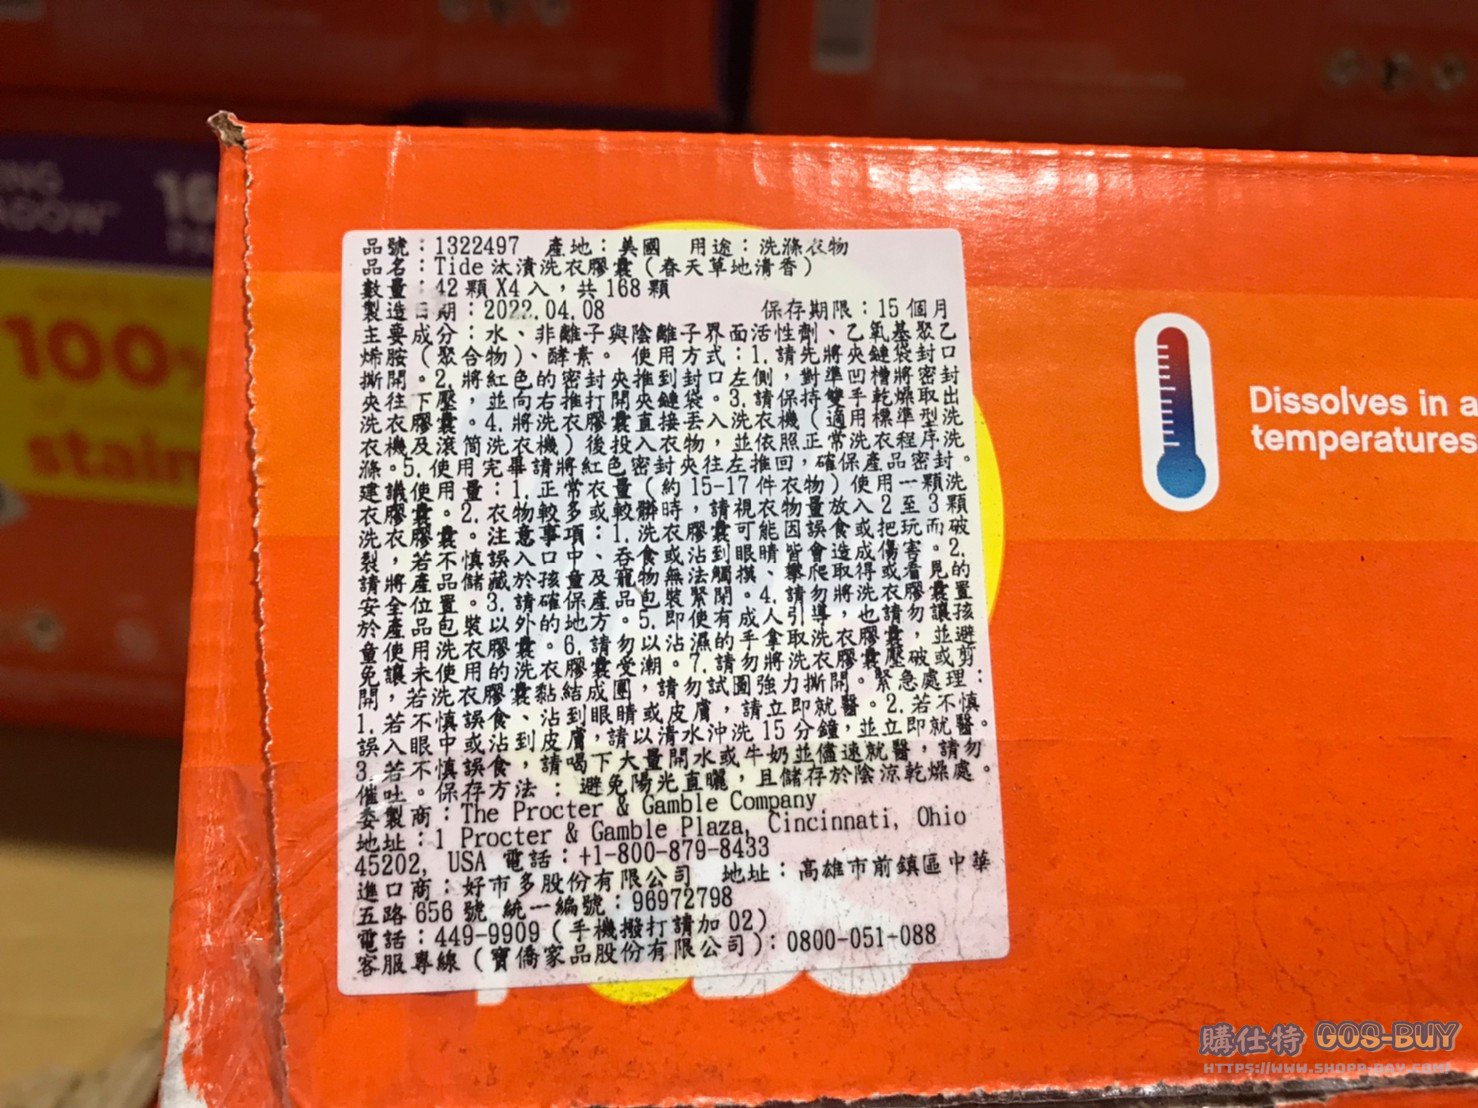 品號：1322497　產地：美國　用途：洗滌衣物
品名：Tide 汰漬洗衣膠囊（春天草地清香）
數量：42 顆 X4 入，共 168 顆
製造日期：2022.04.08　保存期限：15 個月
主要成分：水、非離子與陰離子界面活性劑、乙氧基聚乙
烯胺（聚合物）、酵素。使用方式：1.請先將夾鏈袋封口
撕開。2.將紅色的密封夾推到封口左側，對準凹槽將密封
夾往下壓，並向右推打開夾鏈袋。3.請保持雙手乾燥取出
洗衣膠囊。4.將洗衣膠囊直接丟入洗衣機（適用標準型洗
衣機及滾筒洗衣機）後投入衣物，並依照正常洗衣程序洗
滌。5.使用完畢請將紅色密封夾往左推回，確保產品密封。
建議使用量：1.正常衣量（約 15-17 件衣物）使用一顆洗
衣膠囊。2.衣物較多或較髒時，請視衣物量放入 2 至 3 顆
洗衣膠囊。注意事項：1.洗衣膠囊可能因誤食或把玩而破
裂，若不慎誤入口中、吞食或沾到眼睛皆會造成傷害。2.
請將產品儲藏於孩童及寵物無法觸摸、攀爬取得或看見的
安全位置。3.請確保產品包裝緊閉。4.請勿將洗衣膠囊置
於產品包裝以外的地方。5.即使有成人引導，也請勿讓孩
童使用洗衣膠囊。6.請勿以沾濕的手拿取洗衣膠囊，並避
免讓未使用的洗衣膠囊受潮。7.請勿將洗衣膠囊壓破或剪
開，若洗衣膠囊黏結成團，請勿試圖強力撕開。緊急處理：
1.若不慎誤食、沾到眼睛或皮膚，請立即就醫。2.若不慎
誤入眼中或沾到皮膚，請以清水沖洗 15 分鐘，並立即就醫。
3.若不慎誤食，請喝下大量開水或牛奶並儘速就醫，請勿
催吐。保存方法：避免陽光直曬，且儲存於陰涼乾燥處。
委製商：The Procter & Gamble Company
地址：1 Procter & Gamble Plaza, Cincinnati, Ohio
45202, USA 電話：+1-800-879-8433
進口商：好市多股份有限公司　地址：高雄市前鎮區中華
五路 656 號 統一編號：96972798
電話：449-9909（手機撥打請加 02）
客服專線（寶僑家品股份有限公司）：0800-051-088
Dissolves in a
temperatures
100%
stain
16
購仕特 GOS-BUY
HTTPS://WWW.SHOPP-BAY.COM/